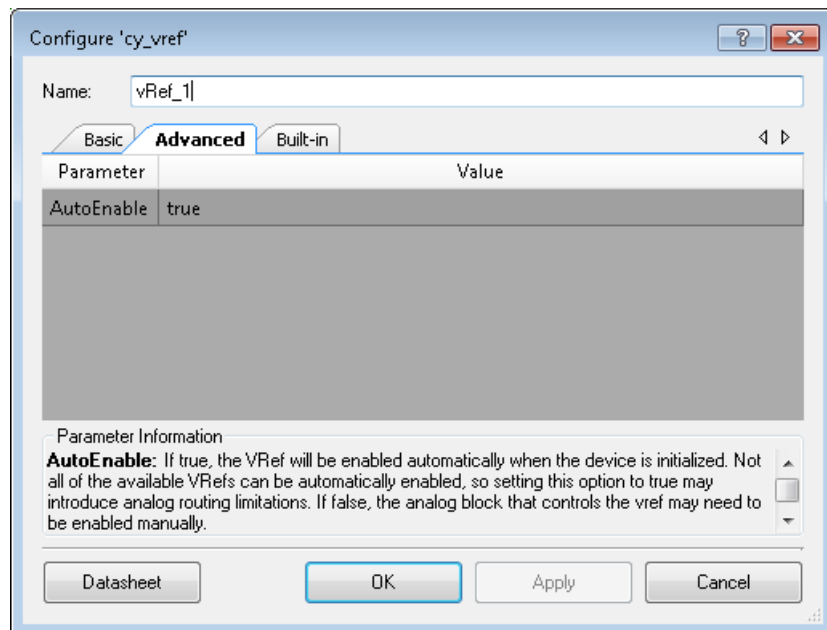 Configure 'cy_vref'
Name: vRef_1
Basic Advanced Built-in
Parameter Value
AutoEnable true
Parameter Information
AutoEnable: If true, the VRef will be enabled automatically when the device is initialized. Not
all of the available VRefs can be automatically enabled, so setting this option to true may
introduce analog routing limitations. If false, the analog block that controls the vref may need to
be enabled manually.
Datasheet OK Apply Cancel